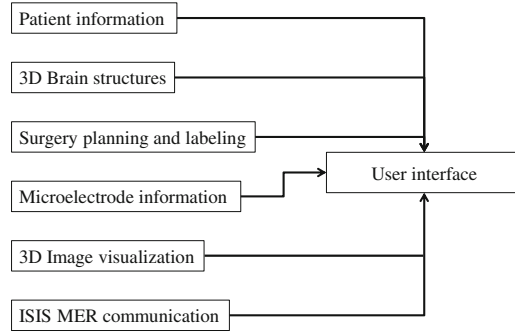 Patient information
3D Brain structures
Surgery planning and labeling
User interface
Microelectrode information
3D Image visualization
ISIS MER communication